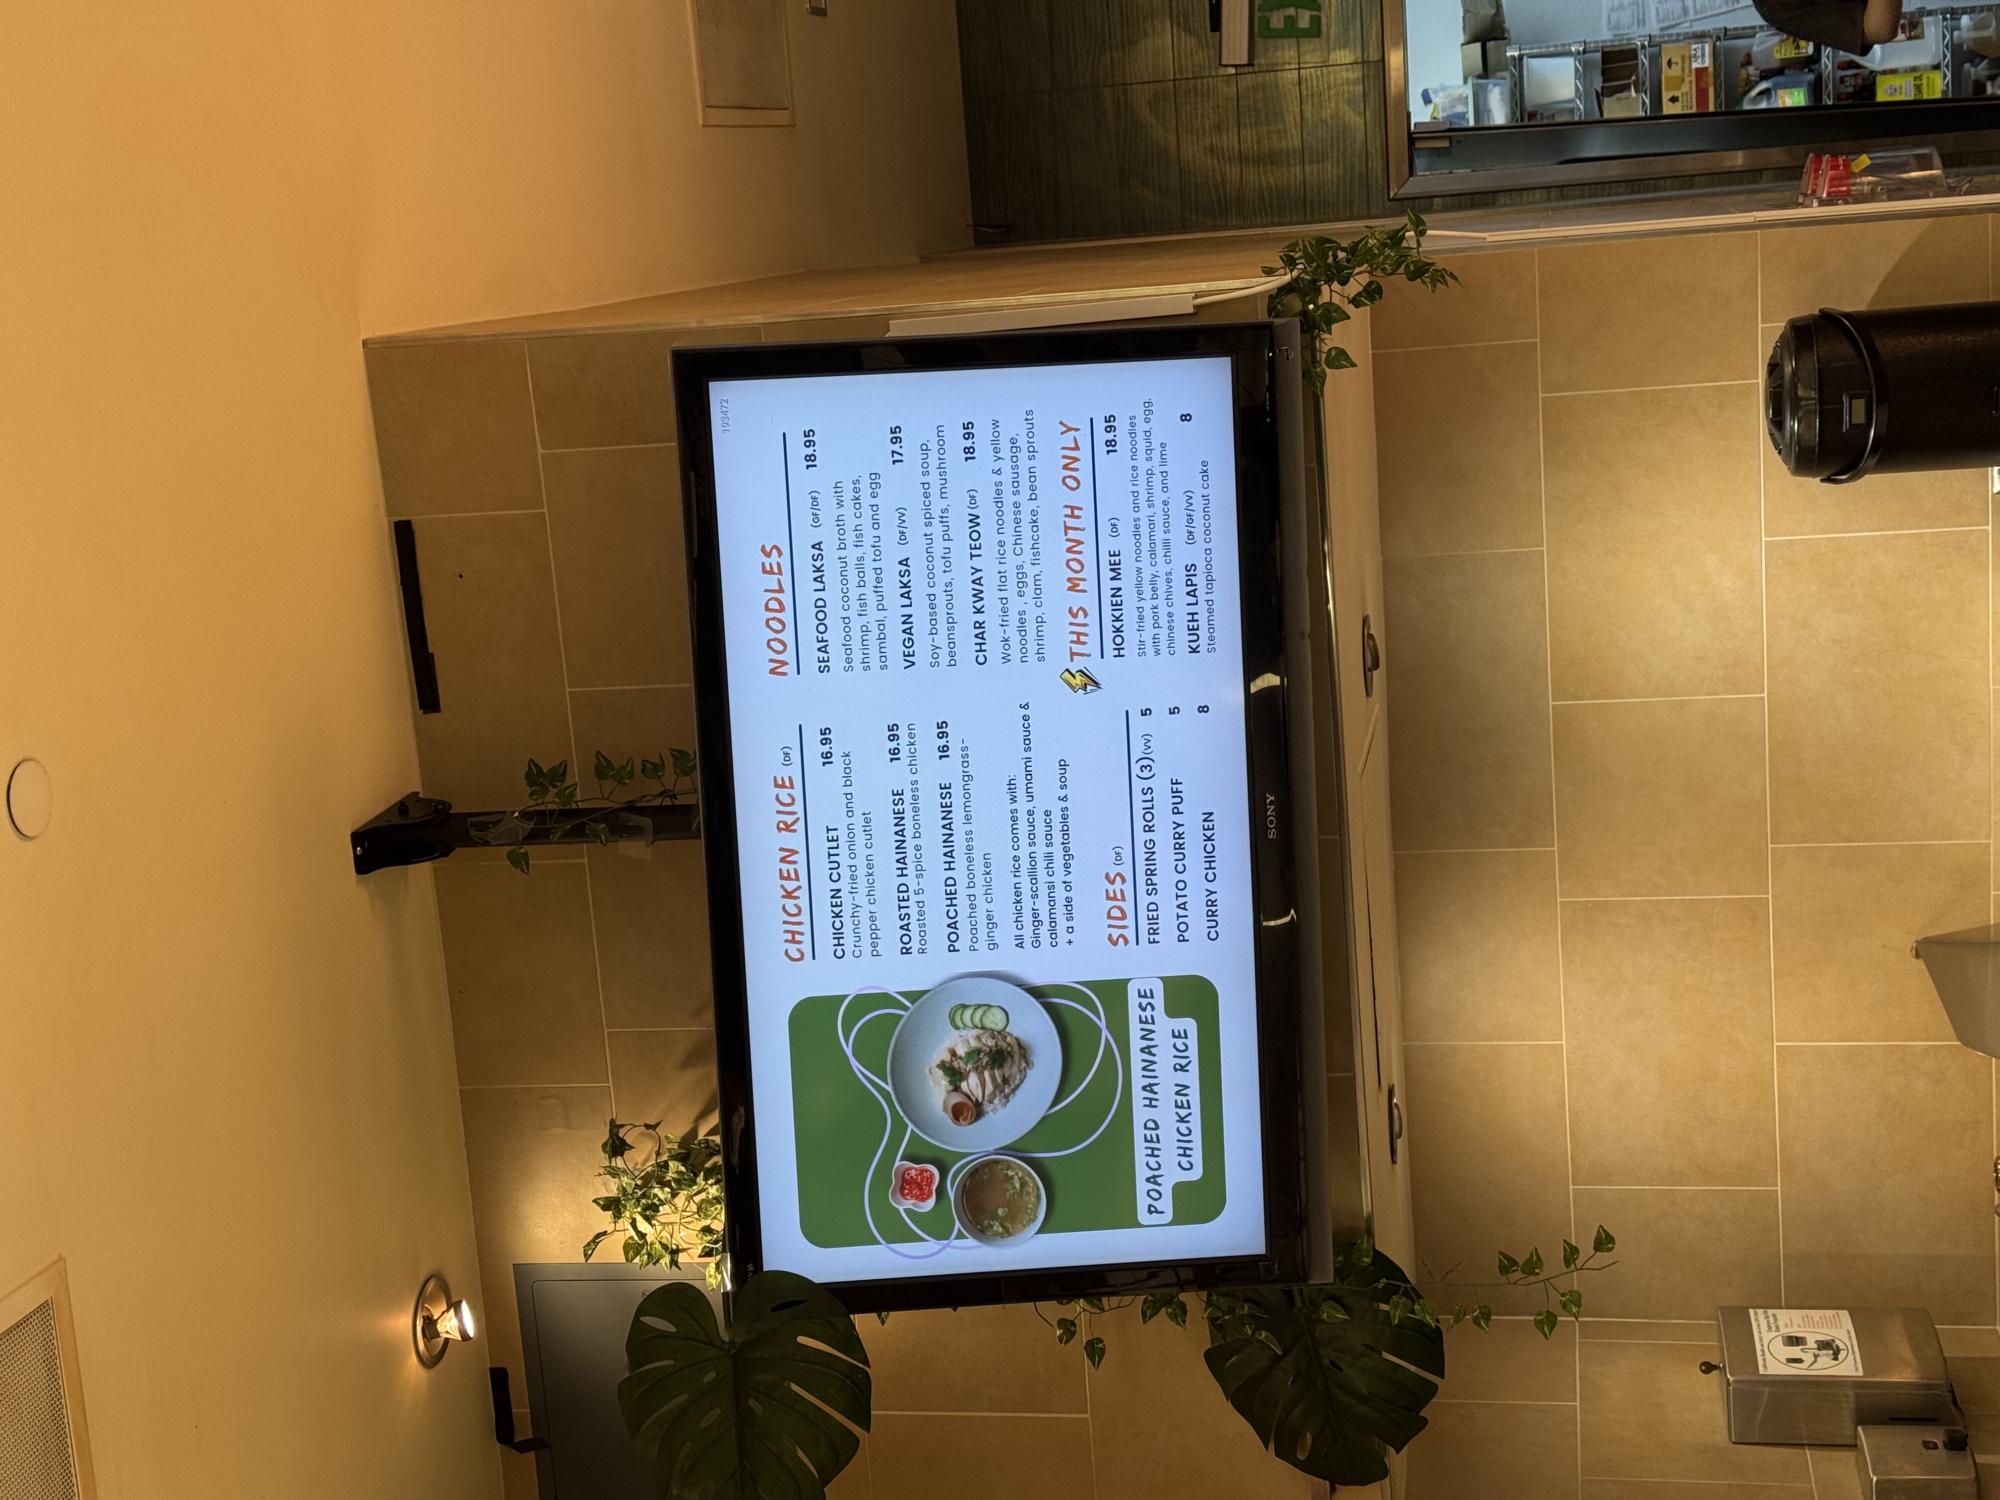 193472
CHICKEN RICE (DF)
CHICKEN CUTLET 16.95
Crunchy-fried onion and black
pepper chicken cutlet
ROASTED HAINANESE 16.95
Roasted 5-spice boneless chicken
POACHED HAINANESE 16.95
Poached boneless lemongrass-
ginger chicken
All chicken rice comes with:
Ginger-scallion sauce, umami sauce &
calamansi chili sauce
+ a side of vegetables & soup
SIDES (DF)
FRIED SPRING ROLLS (3)(VV) 5
POTATO CURRY PUFF 5
CURRY CHICKEN 8
NOODLES
SEAFOOD LAKSA (GF/DF) 18.95
Seafood coconut broth with
shrimp, fish balls, fish cakes,
sambal, puffed tofu and egg
VEGAN LAKSA (DF/VV) 17.95
Soy-based coconut spiced soup,
beansprouts, tofu puffs, mushroom
CHAR KWAY TEOW (DF) 18.95
Wok-fried flat rice noodles & yellow
noodles , eggs, Chinese sausage,
shrimp, clam, fishcake, bean sprouts
THIS MONTH ONLY
HOKKIEN MEE (DF) 18.95
Stir-fried yellow noodles and rice noodles
with pork belly, calamari, shrimp, squid, egg,
chinese chives, chilli sauce, and lime
KUEH LAPIS (DF/GF/VV) 8
Steamed tapioca coconut cake
POACHED HAINANESE
CHICKEN RICE
SONY